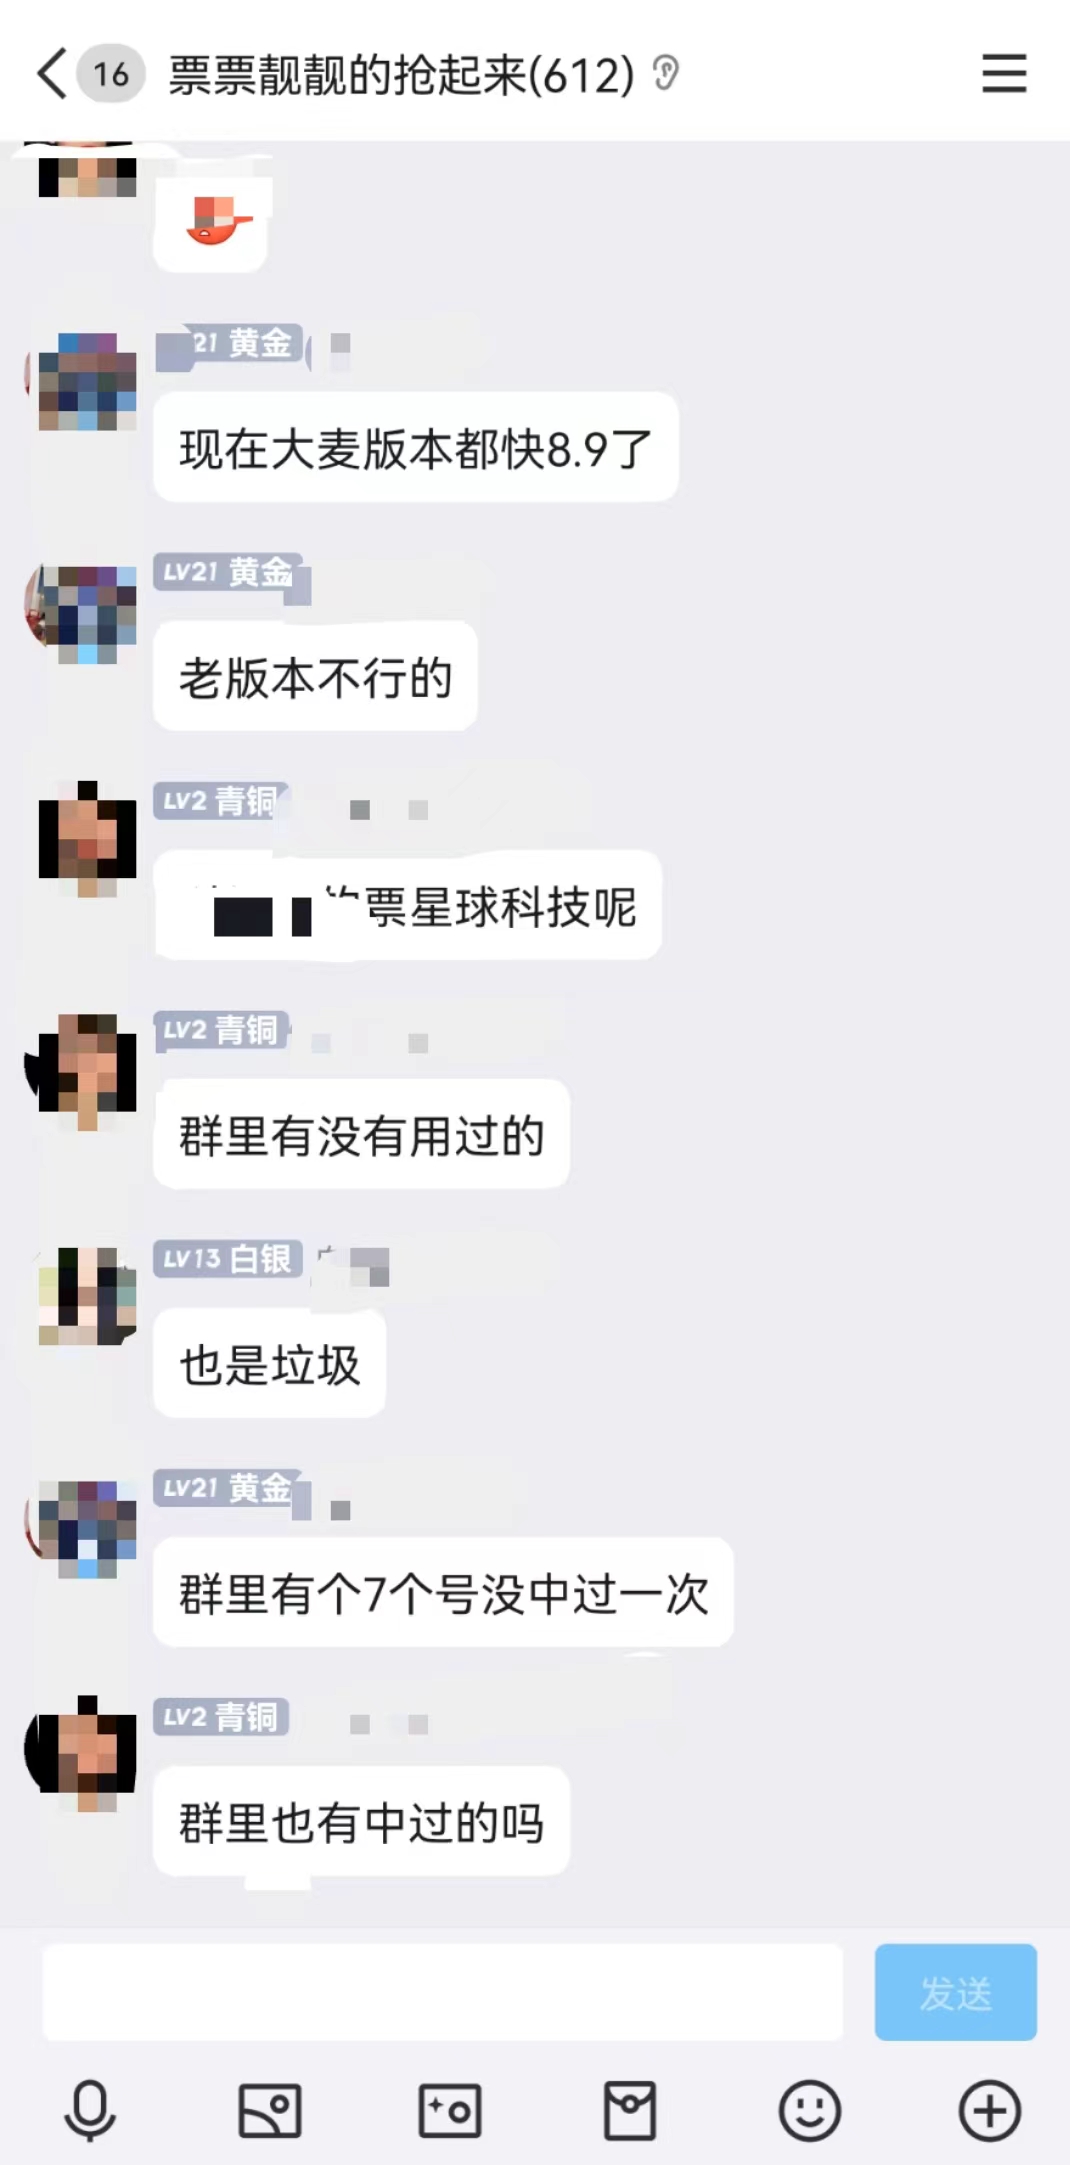 16 票票靓靓的抢起来(612)
21 黄金
现在大麦版本都快8.9了
LV21 黄金
老版本不行的
LV2 青铜
票星球科技呢
LV2 青铜
群里有没有用过的
LV13 白银
也是垃圾
LV21 黄金
群里有个7个号没中过一次
LV2 青铜
群里也有中过的吗
发送